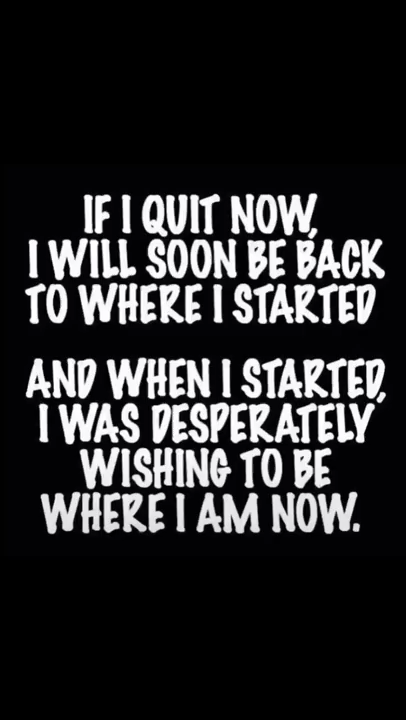 IF I QUIT NOW,
I WILL SOON BE BACK
TO WHERE I STARTED
AND WHEN I STARTED,
I WAS DESPERATELY
WISHING TO BE
WHERE I AM NOW.